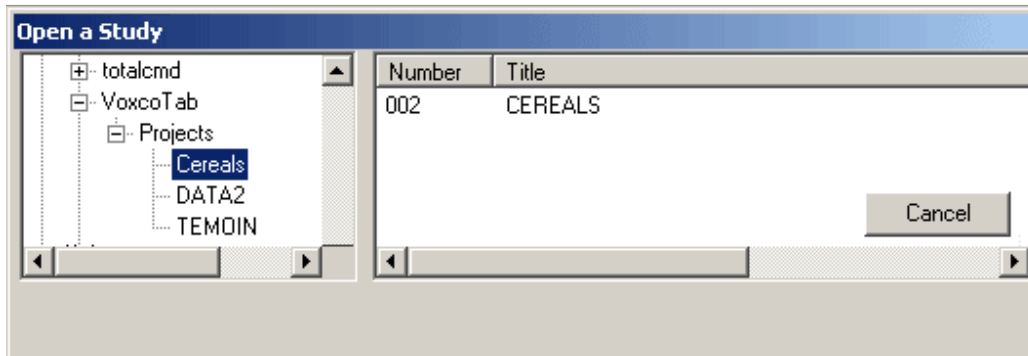 Open a Study
totalcmd
VoxcoTab
Projects
Cereals
DATA2
TEMOIN
Number Title
002 CEREALS
Cancel